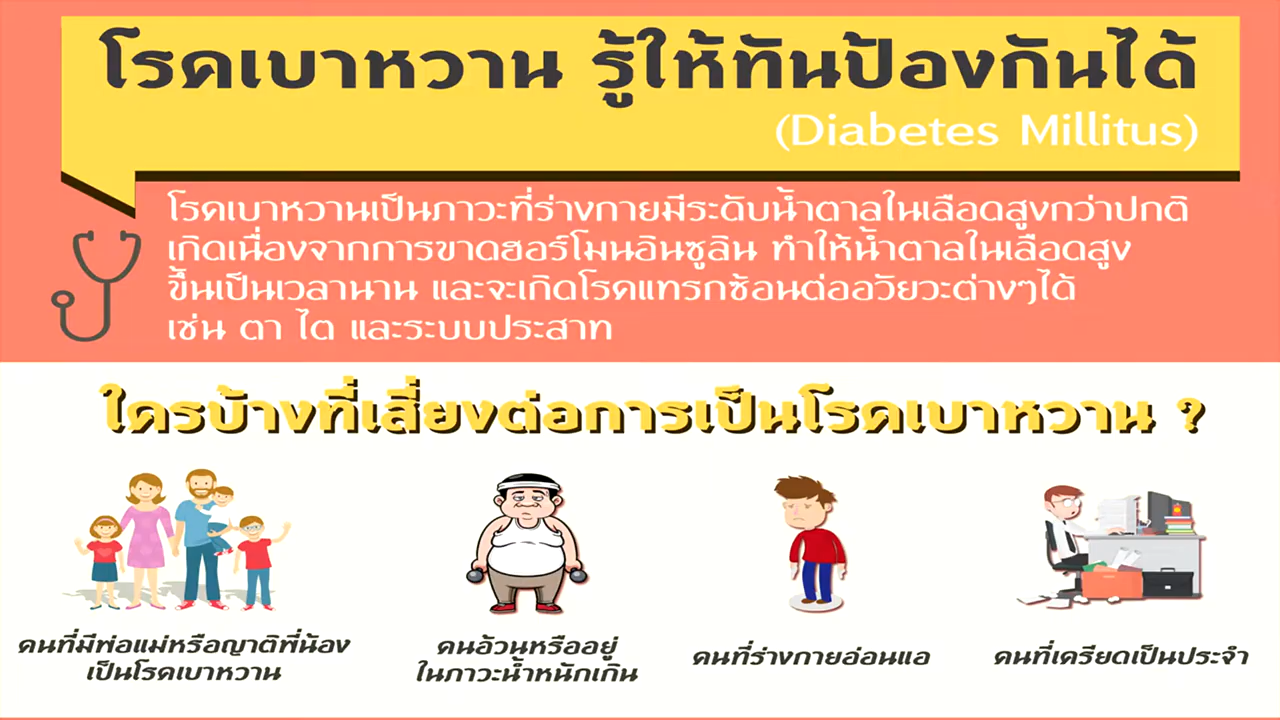 โรคเบาหวาน รู้ให้ทันป้องกันได้
(Diabetes Millitus)
โรคเบาหวานเป็นภาวะที่ร่างกายมีระดับน้ำตาลในเลือดสูงกว่าปกติ
เกิดเนื่องจากการขาดฮอร์โมนอินซูลิน ทำให้น้ำตาลในเลือดสูง
ขึ้นเป็นเวลานาน และจะเกิดโรคแทรกซ้อนต่ออวัยวะต่างๆได้
เช่น ตา ไต และระบบประสาท
ใครบ้างที่เสี่ยงต่อการเป็นโรคเบาหวาน ?
คนที่มีพ่อแม่หรือญาติพี่น้อง
เป็นโรคเบาหวาน
คนอ้วนหรืออยู่
ในภาวะน้ำหนักเกิน
คนที่ร่างกายอ่อนแอ
คนที่เครียดเป็นประจำ